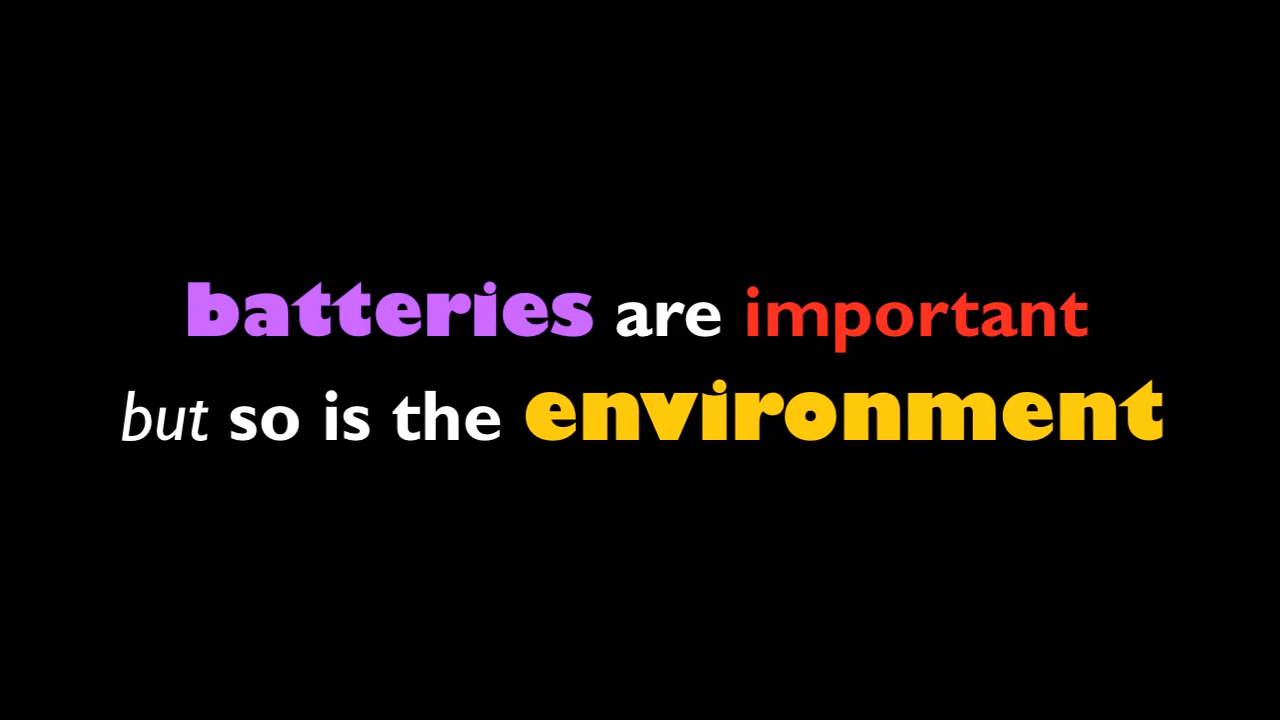 batteries are important
but so is the environment